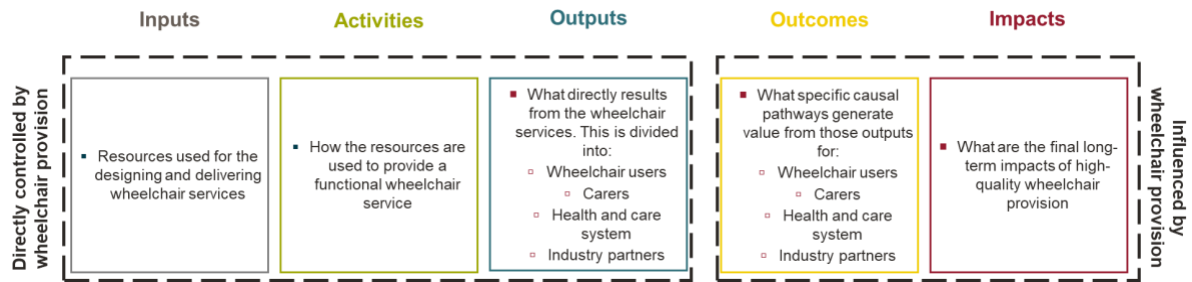 Inputs
Activities
Outputs
Outcomes
Impacts
Directly controlled by
wheelchair provision
▪ Resources used for the
designing and delivering
wheelchair services
▪ How the resources are
used to provide a
functional wheelchair
service
■ What directly results
from the wheelchair
services. This is divided
into:
▫ Wheelchair users
▫ Carers
▫ Health and care
system
▫ Industry partners
■ What specific causal
pathways generate
value from those outputs
for:
▫ Wheelchair users
▫ Carers
▫ Health and care
system
▫ Industry partners
■ What are the final long-
term impacts of high-
quality wheelchair
provision
Influenced by
wheelchair provision